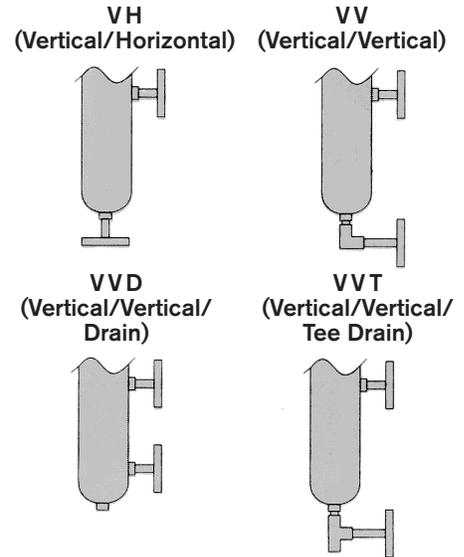 VH
(Vertical/Horizontal)
VV
(Vertical/Vertical)
VVD
(Vertical/Vertical/
Drain)
VVT
(Vertical/Vertical/
Tee Drain)